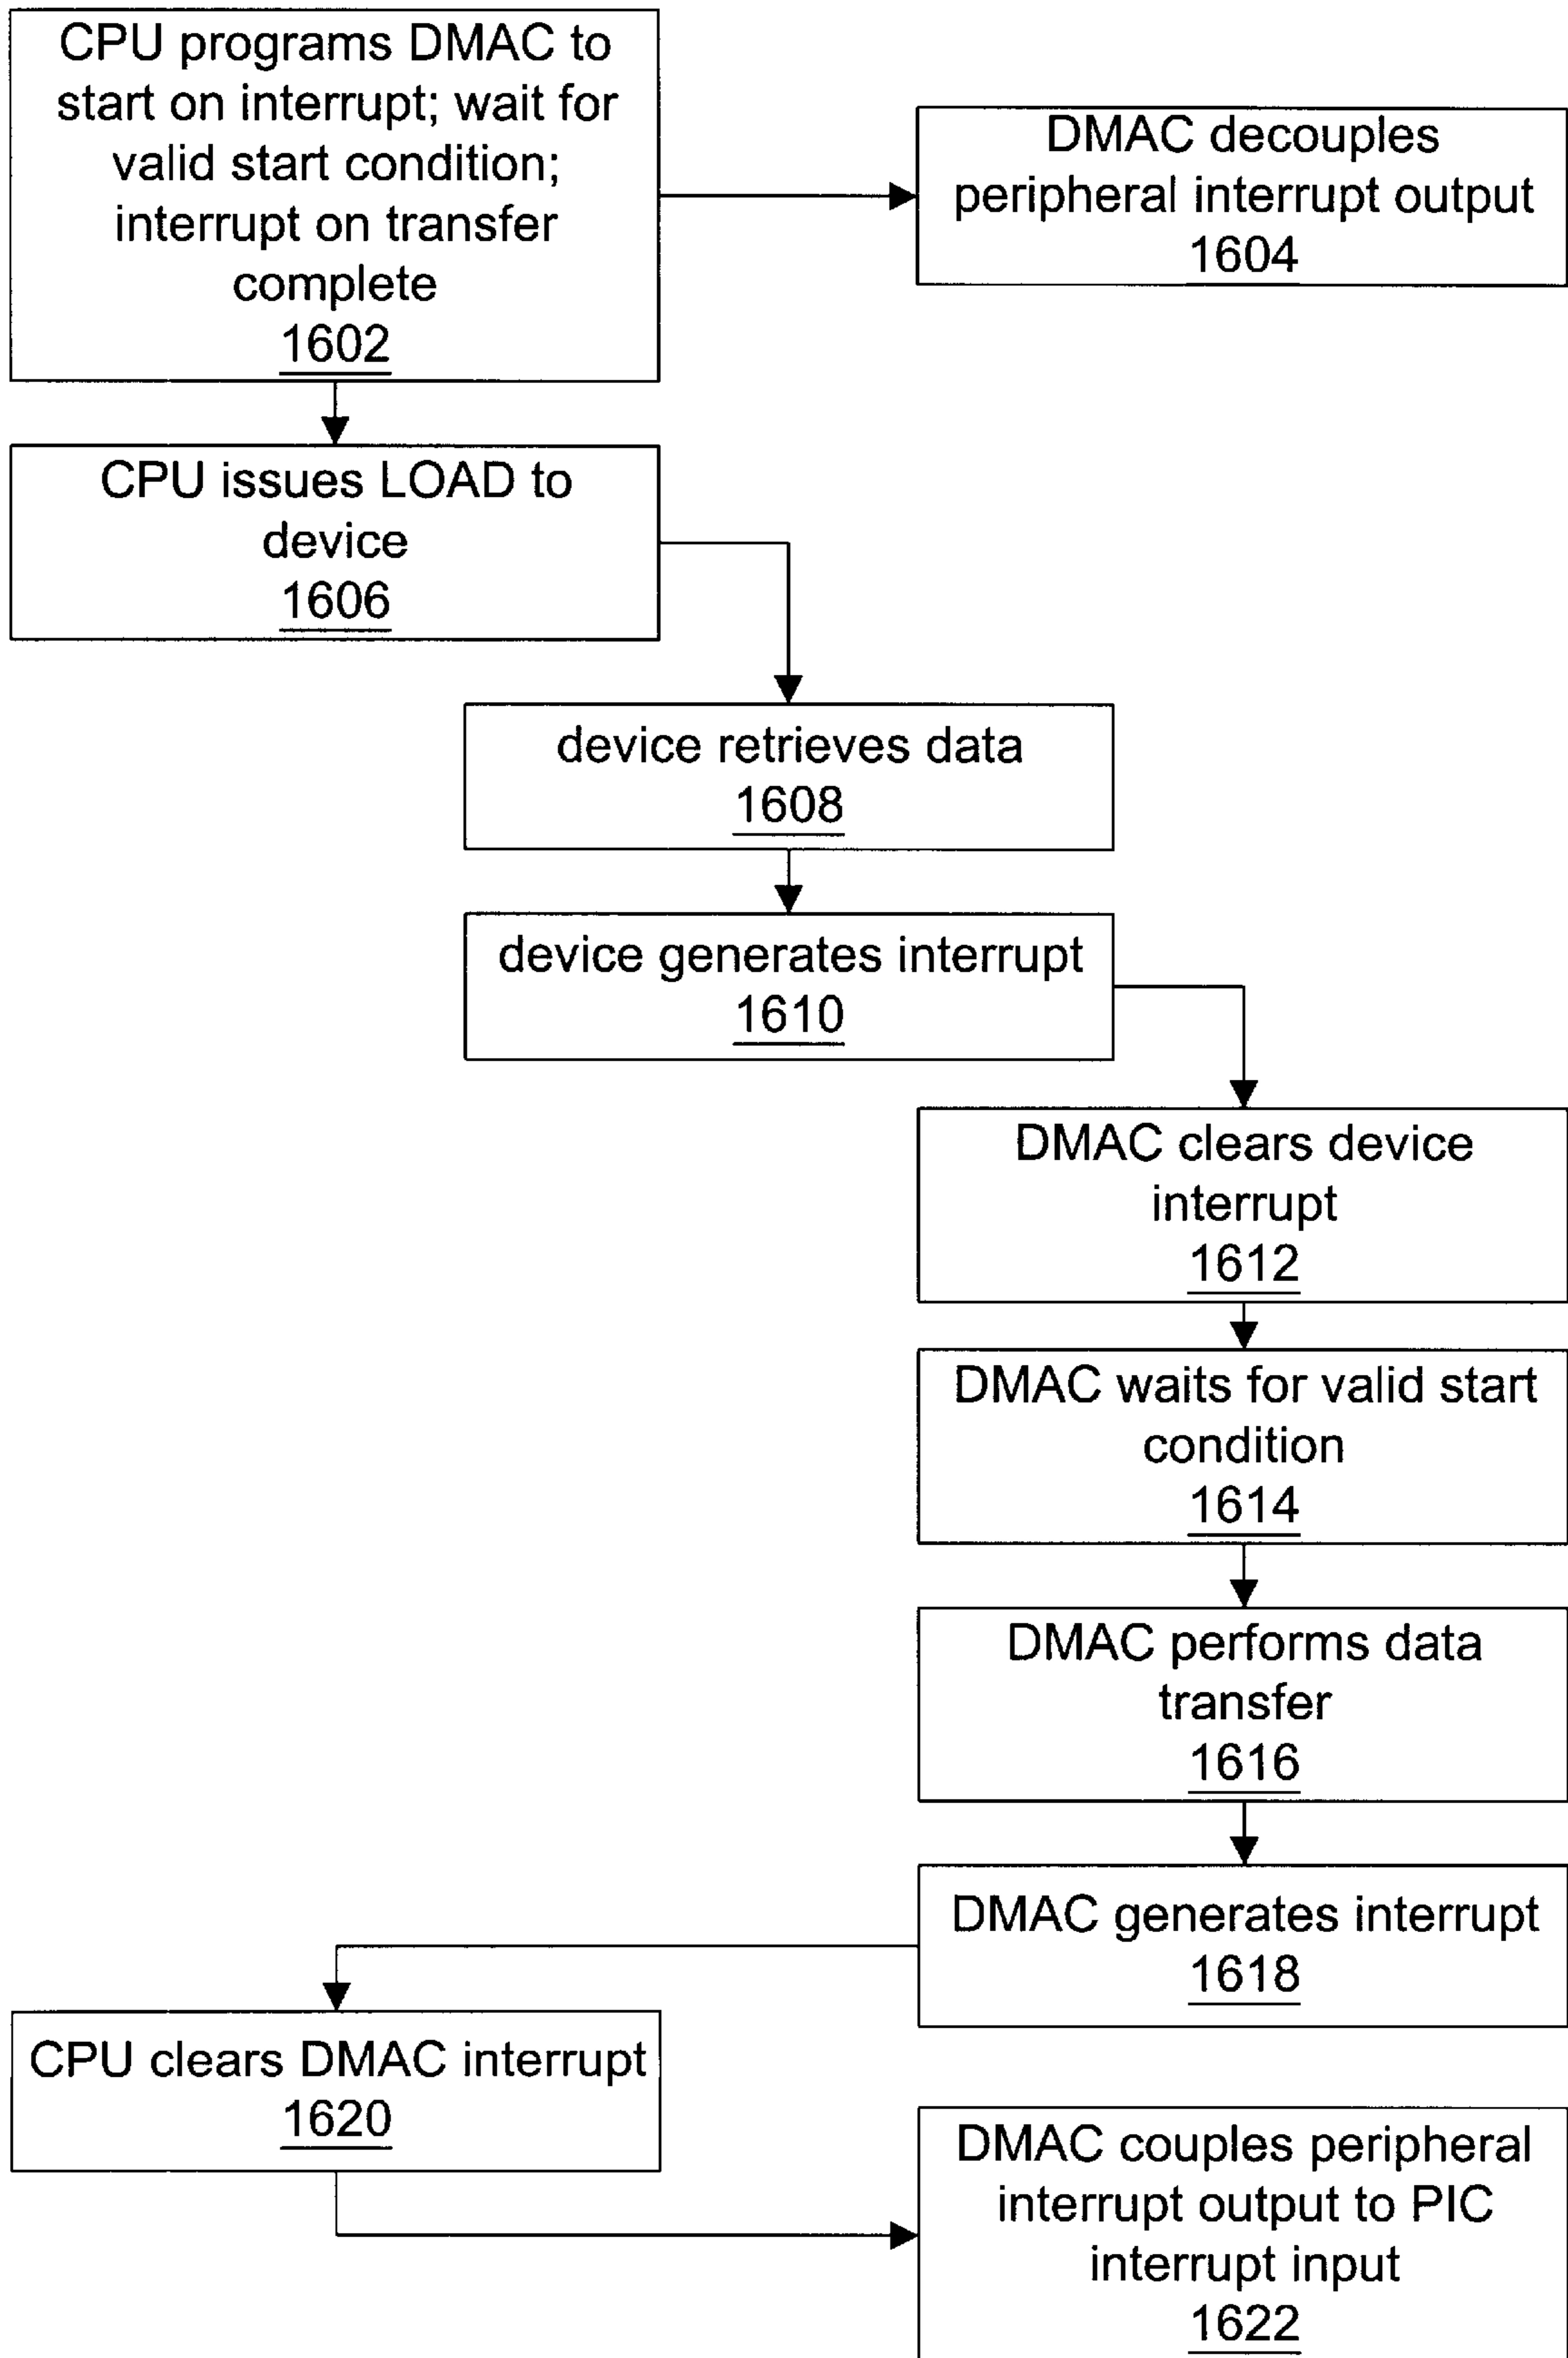 CPU programs DMAC to
start on interrupt; wait for
valid start condition;
interrupt on transfer
complete
1602
DMAC decouples
peripheral interrupt output
1604
CPU issues LOAD to
device
1606
device retrieves data
1608
device generates interrupt
1610
DMAC clears device
interrupt
1612
DMAC waits for valid start
condition
1614
DMAC performs data
transfer
1616
DMAC generates interrupt
1618
CPU clears DMAC interrupt
1620
DMAC couples peripheral
interrupt output to PIC
interrupt input
1622